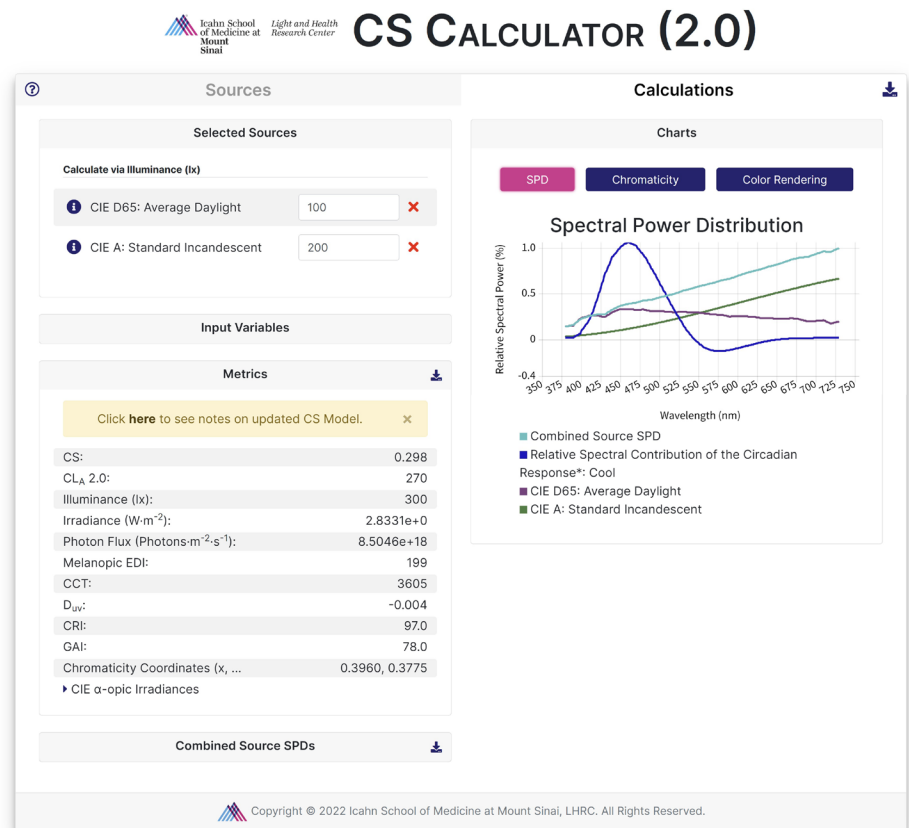 Icahn School
of Medicine at
Mount
Sinai
Light and Health
Research Center
CS CALCULATOR (2.0)
?
Sources
Selected Sources
Calculate via Illuminance (lx)
i CIE D65: Average Daylight 100
i CIE A: Standard Incandescent 200
Input Variables
Metrics
Click here to see notes on updated CS Model. ×
CS: 0.298
CLA 2.0: 270
Illuminance (lx): 300
Irradiance (W·m⁻²): 2.8331e+0
Photon Flux (Photons·m⁻²·s⁻¹): 8.5046e+18
Melanopic EDI: 199
CCT: 3605
Duv: -0.004
CRI: 97.0
GAI: 78.0
Chromaticity Coordinates (x, ... 0.3960, 0.3775
CIE α-opic Irradiances
Combined Source SPDs
Calculations
Charts
SPD Chromaticity Color Rendering
Spectral Power Distribution
Relative Spectral Power (%)
1.0
0.5
0
-0.4
350 375 400 425 450 475 500 525 550 575 600 625 650 675 700 725 750
Wavelength (nm)
Combined Source SPD
Relative Spectral Contribution of the Circadian
Response*: Cool
CIE D65: Average Daylight
CIE A: Standard Incandescent
Copyright © 2022 Icahn School of Medicine at Mount Sinai, LHRC. All Rights Reserved.